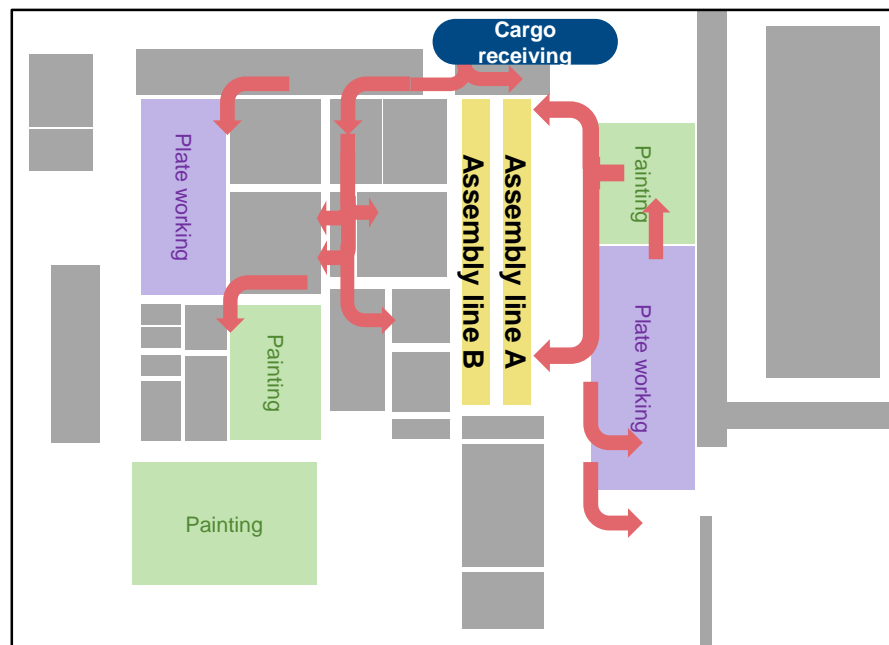 Cargo
receiving
Plate working
Assembly line B
Assembly line A
Painting
Painting
Plate working
Painting